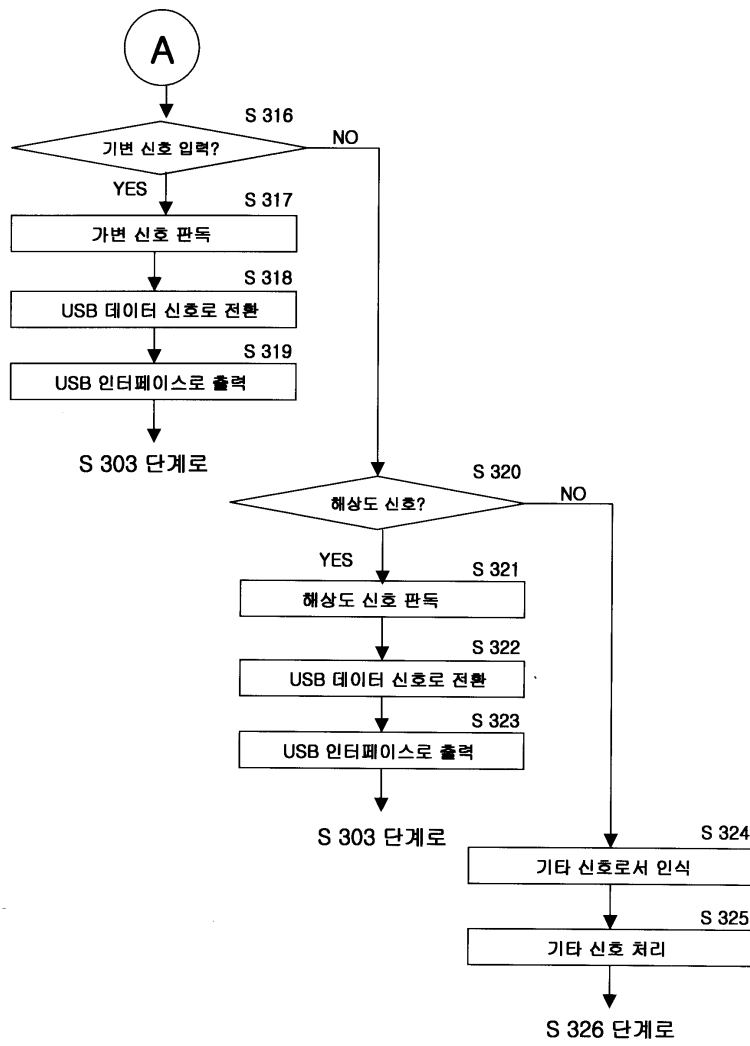 A
S 316
기변 신호 입력?
NO
YES
S 317
가변 신호 판독
S 318
USB 데이터 신호로 전환
S 319
USB 인터페이스로 출력
S 303 단계로
S 320
해상도 신호?
NO
YES
S 321
해상도 신호 판독
S 322
USB 데이터 신호로 전환
S 323
USB 인터페이스로 출력
S 303 단계로
S 324
기타 신호로서 인식
S 325
기타 신호 처리
S 326 단계로